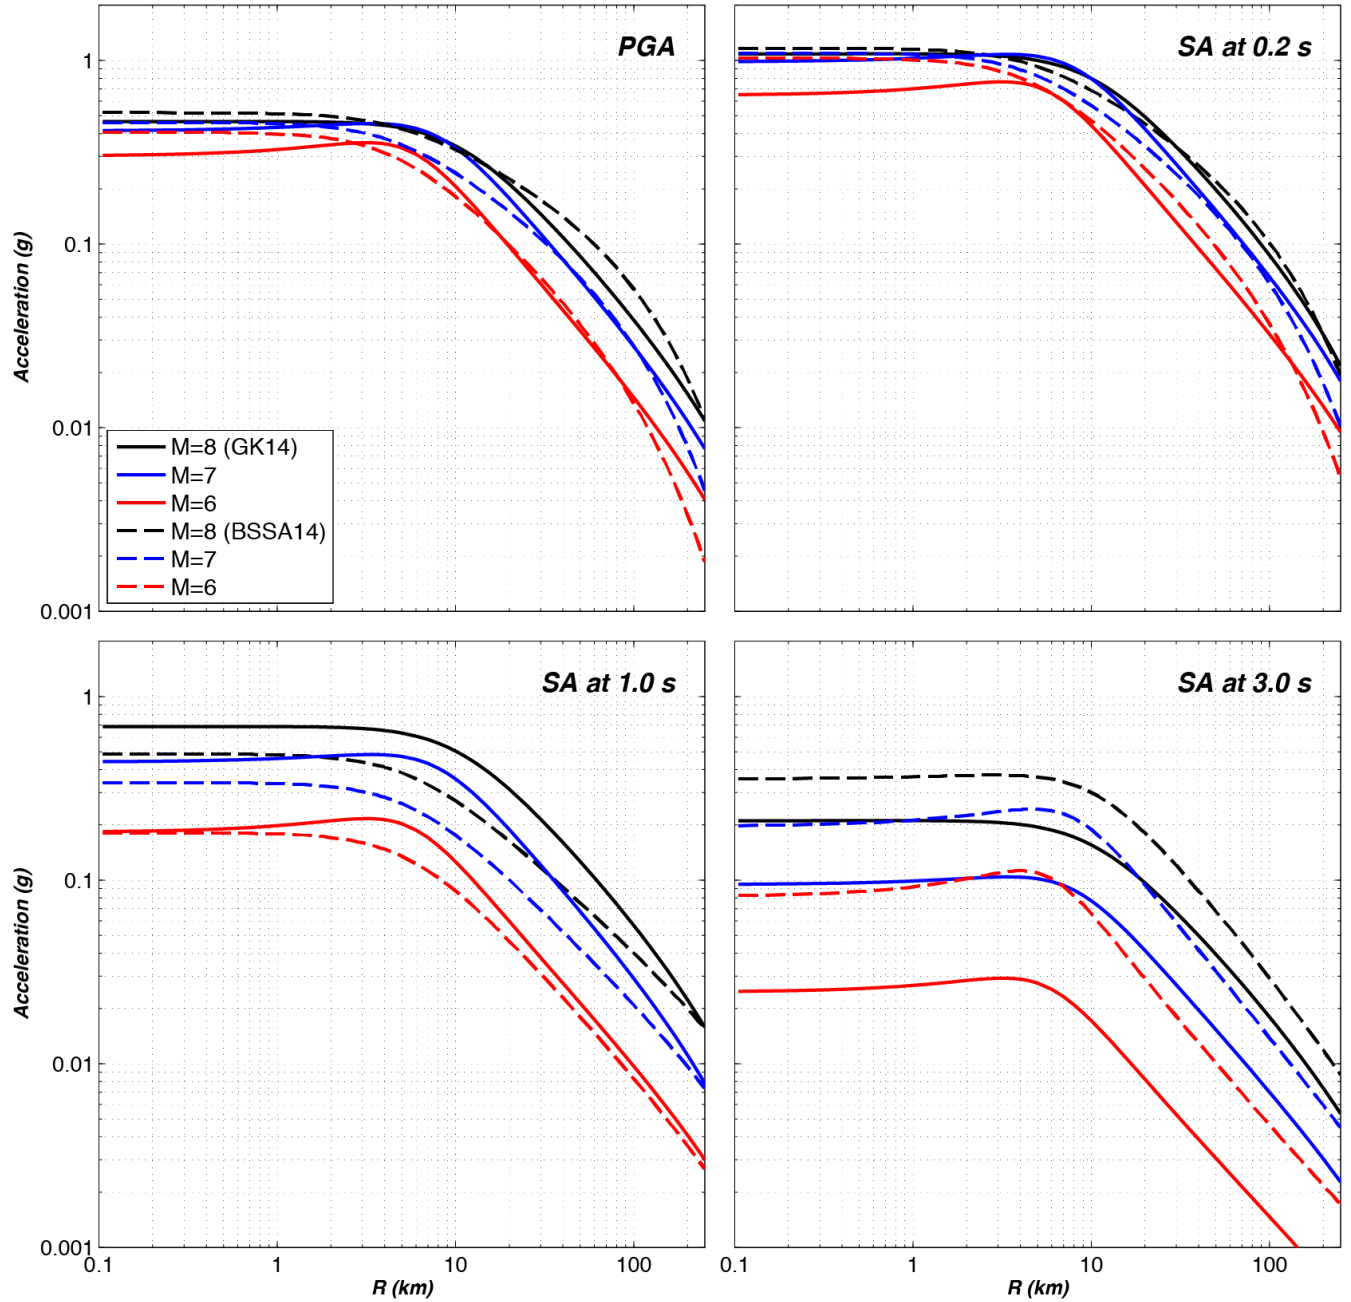 PGA
SA at 0.2 s
1
0.1
0.01
0.001
Acceleration (g)
M=8 (GK14)
M=7
M=6
M=8 (BSSA14)
M=7
M=6
SA at 1.0 s
SA at 3.0 s
1
0.1
0.01
0.001
Acceleration (g)
0.1
1
10
100
R (km)
0.1
1
10
100
R (km)